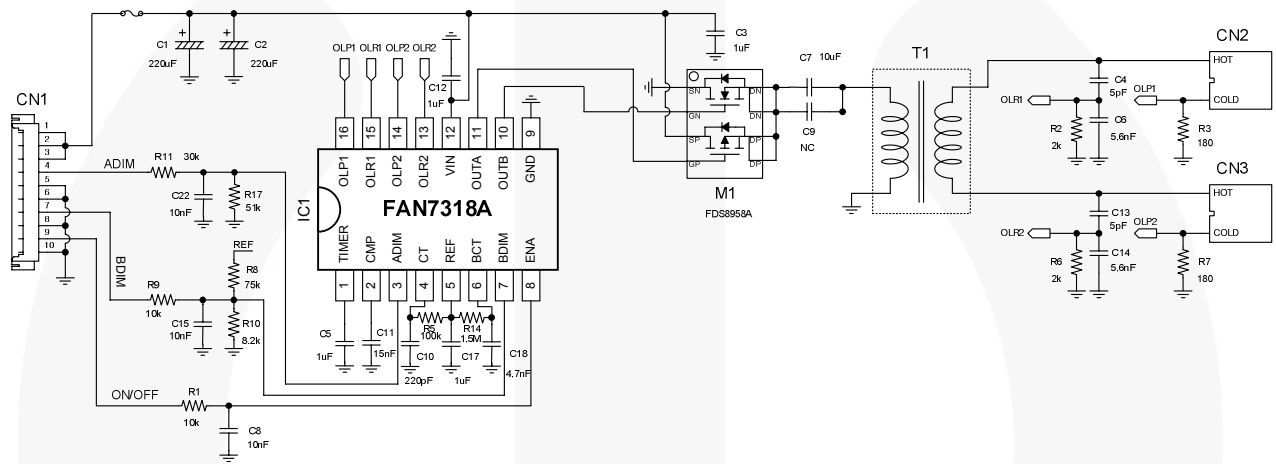 CN1
1
2
3
4
5
6
7
8
9
10
+
C1
220uF
+
C2
220uF
ADIM
R11
30k
C22
10nF
R17
51k
BDIM
R9
10k
C15
10nF
REF
R8
75k
R10
8.2k
ON/OFF
R1
10k
C8
10nF
OLP1
OLR1
OLP2
OLR2
C12
1uF
16
15
14
13
12
11
10
9
OLP1
OLR1
OLP2
OLR2
VIN
OUTA
OUTB
GND
IC1
FAN7318A
TIMER
CMP
ADIM
CT
REF
BCT
BDIM
ENA
1
2
3
4
5
6
7
8
C5
1uF
C11
15nF
R5
100k
C10
220pF
R14
1.5M
C17
1uF
C18
4.7nF
C3
1uF
SN
DN
GN
DN
SP
DP
GP
DP
M1
FDS8958A
C7
10uF
C9
NC
T1
CN2
HOT
COLD
C4
5pF
OLR1
OLP1
C6
5.6nF
R2
2k
R3
180
CN3
HOT
COLD
C13
5pF
OLR2
OLP2
C14
5.6nF
R6
2k
R7
180